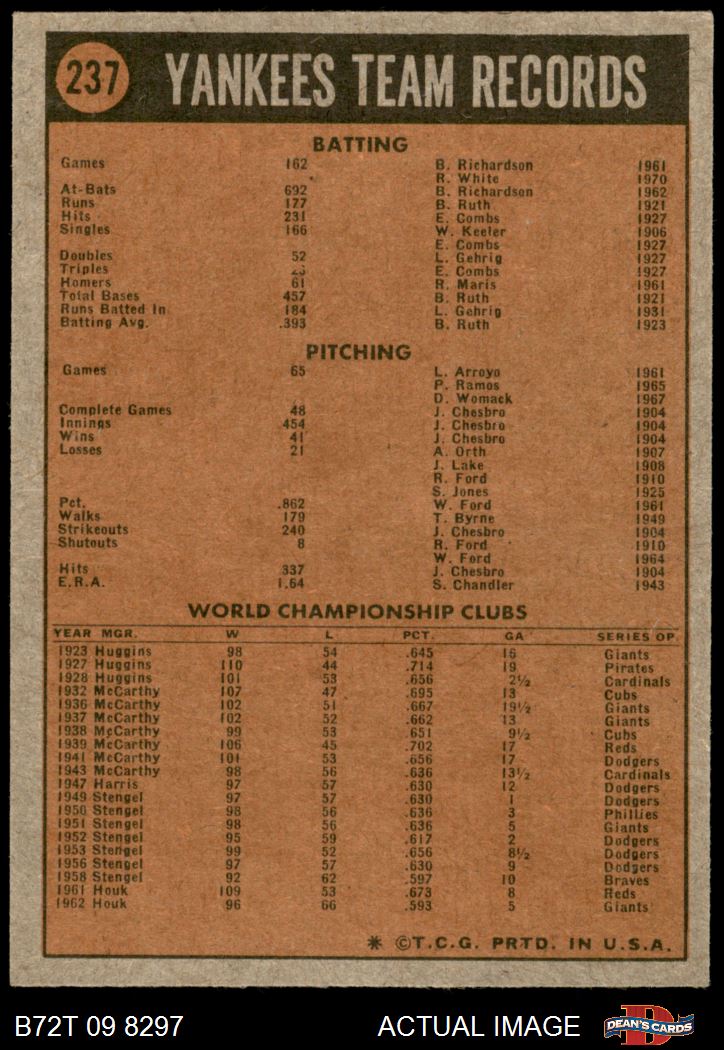 237 YANKEES TEAM RECORDS
BATTING
Games 162 B. Richardson 1961
R. White 1970
At-Bats 692 B. Richardson 1962
Runs 177 B. Ruth 1921
Hits 231 E. Combs 1927
Singles 166 W. Keeler 1906
E. Combs 1927
Doubles 52 L. Gehrig 1927
Triples E. Combs 1927
Homers 61 R. Maris 1961
Total Bases 457 B. Ruth 1921
Runs Batted In 184 L. Gehrig 1931
Batting Avg. .393 B. Ruth 1923
PITCHING
Games 65 L. Arroyo 1961
P. Ramos 1965
D. Womack 1967
Complete Games 48 J. Chesbro 1904
Innings 454 J. Chesbro 1904
Wins 41 J. Chesbro 1904
Losses 21 A. Orth 1907
J. Lake 1908
R. Ford 1910
S. Jones 1925
Pct. .862 W. Ford 1961
Walks 179 T. Byrne 1949
Strikeouts 240 J. Chesbro 1904
Shutouts 8 R. Ford 1910
W. Ford 1964
Hits 337 J. Chesbro 1904
E.R.A. 1.64 S. Chandler 1943
WORLD CHAMPIONSHIP CLUBS
YEAR MGR. W L PCT. GA SERIES OP.
1923 Huggins 98 54 .645 16 Giants
1927 Huggins 110 44 .714 19 Pirates
1928 Huggins 101 53 .656 2½ Cardinals
1932 McCarthy 107 47 .695 13 Cubs
1936 McCarthy 102 51 .667 19½ Giants
1937 McCarthy 102 52 .662 13 Giants
1938 McCarthy 99 53 .651 9½ Cubs
1939 McCarthy 106 45 .702 17 Reds
1941 McCarthy 101 53 .656 17 Dodgers
1943 McCarthy 98 56 .636 13½ Cardinals
1947 Harris 97 57 .630 12 Dodgers
1949 Stengel 97 57 .630 1 Dodgers
1950 Stengel 98 56 .636 3 Phillies
1951 Stengel 98 56 .636 5 Giants
1952 Stengel 95 59 .617 2 Dodgers
1953 Stengel 99 52 .656 8½ Dodgers
1956 Stengel 97 57 .630 9 Dodgers
1958 Stengel 92 62 .597 10 Braves
1961 Houk 109 53 .673 8 Reds
1962 Houk 96 66 .593 5 Giants
* ©T.C.G. PRTD. IN U.S.A.
B72T 09 8297 ACTUAL IMAGE D DEAN'S CARDS